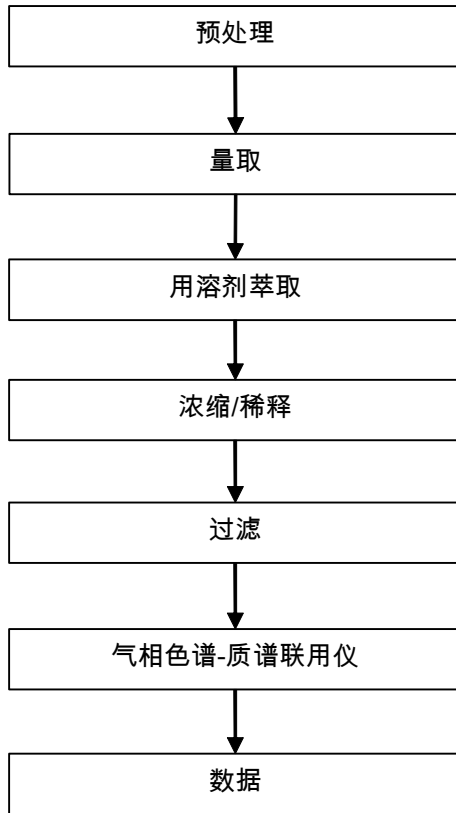 预处理
量取
用溶剂萃取
浓缩/稀释
过滤
气相色谱-质谱联用仪
数据